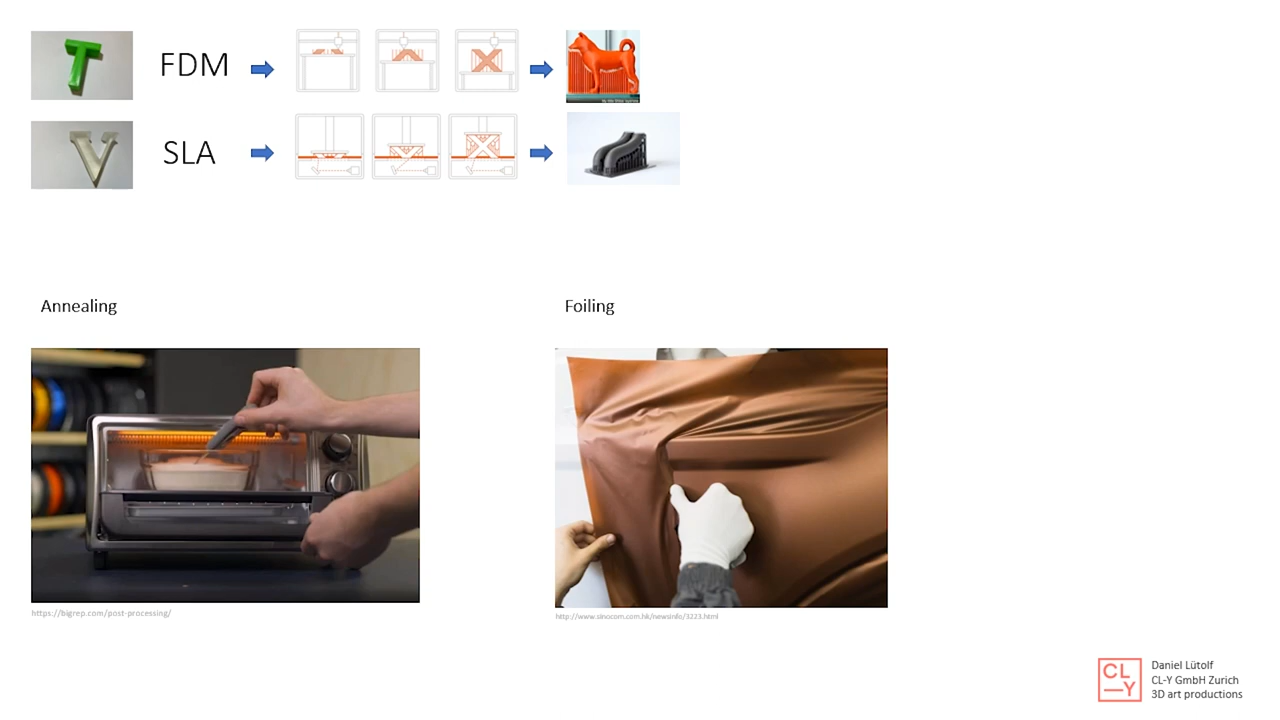 FDM
SLA
Annealing
Foiling
https://bigrep.com/post-processing/
http://www.sinocom.com.hk/newsinfo/3223.html
CL
—Y
Daniel Lütolf
CL-Y GmbH Zurich
3D art productions